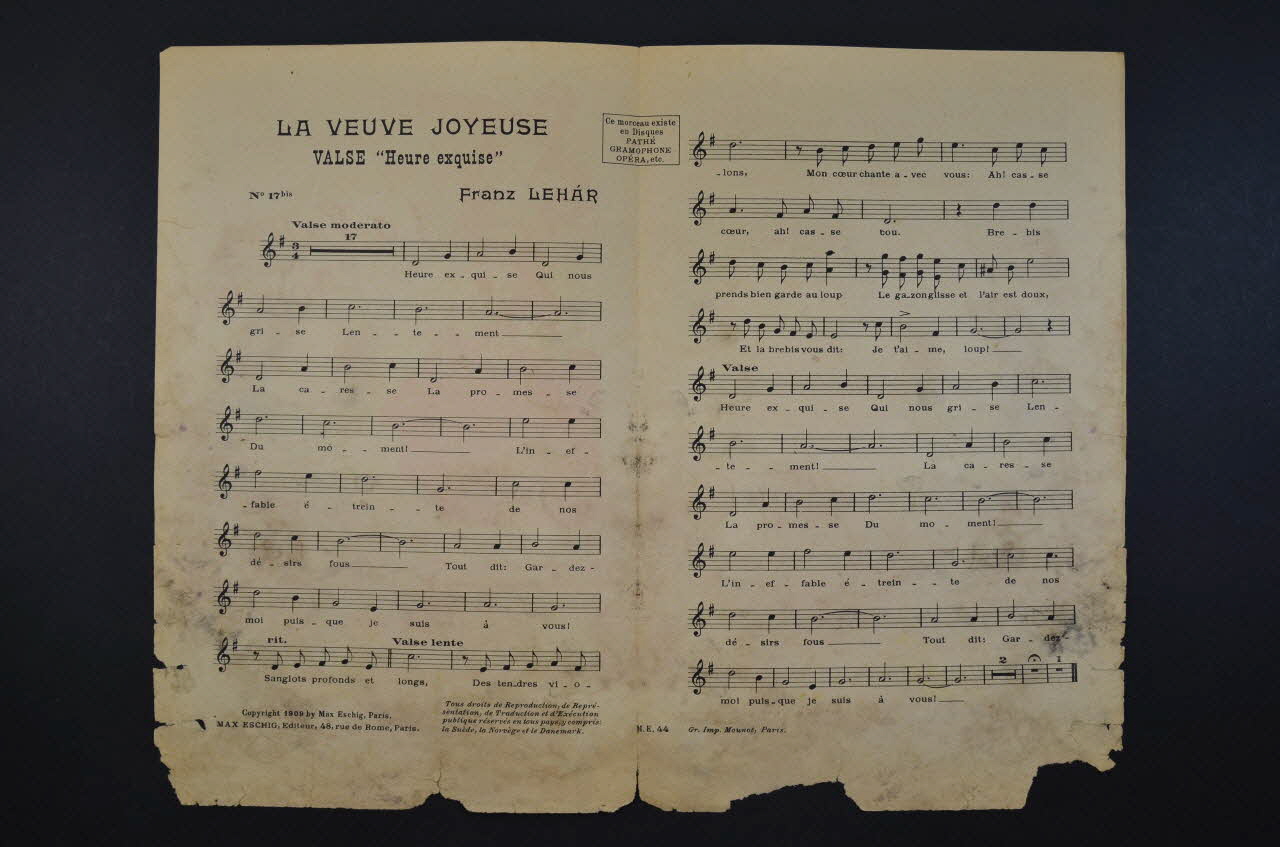 LA VEUVE JOYEUSE
VALSE "Heure exquise"
Nº 17bis
Franz LEHÁR
Ce morceau existe
en Disques
PATHÉ
GRAMOPHONE
OPÉRA, etc.
Valse moderato
17
3
4
Heure ex - qui - se Qui nous
gri - se Len - te - ment
La ca - res - se La pro - mes - se
Du mo - ment! L'in - ef -
- fable é - trein - te de nos
dé - sirs fous Tout dit: Gar - dez -
moi puis - que je suis à vous!
rit.
Valse lente
Sanglots profonds et longs, Des ten_dres vi - o -
Copyright 1909 by Max Eschig, Paris.
MAX ESCHIG, Editeur, 48, rue de Rome, Paris.
Tous droits de Reproduction, de Repré-
sentation, de Traduction et d'Exécution
publique réservés en tous pays, y compris
la Suède, la Norvège et le Danemark.
- lons, Mon cœur chante a - vec vous: Ah! cas - se
cœur, ah! cas - se tou. Bre - bis
prends bien garde au loup Le ga_zon glisse et l'air est doux,
Et la brebis vous dit: Je t'ai - me, loup!
Valse
Heure ex - qui - se Qui nous gri - se Len -
- te - ment! La ca - res - se
La pro - mes - se Du mo - ment!
L'in - ef - fable é - trein - te de nos
dé - sirs fous Tout dit: Gar - dez -
2
1
moi puis - que je suis à vous!
M.E. 44
Gr. Imp. Mounot, Paris.